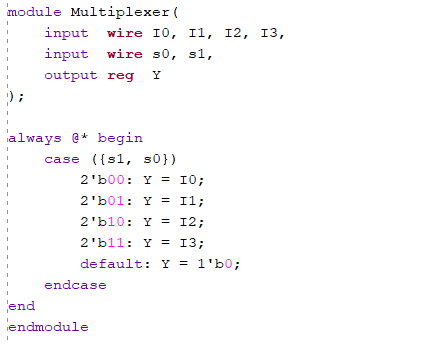 module Multiplexer(
    input  wire I0, I1, I2, I3,
    input  wire s0, s1,
    output reg  Y
);

always @* begin
    case ({s1, s0})
        2'b00: Y = I0;
        2'b01: Y = I1;
        2'b10: Y = I2;
        2'b11: Y = I3;
        default: Y = 1'b0;
    endcase
end
endmodule